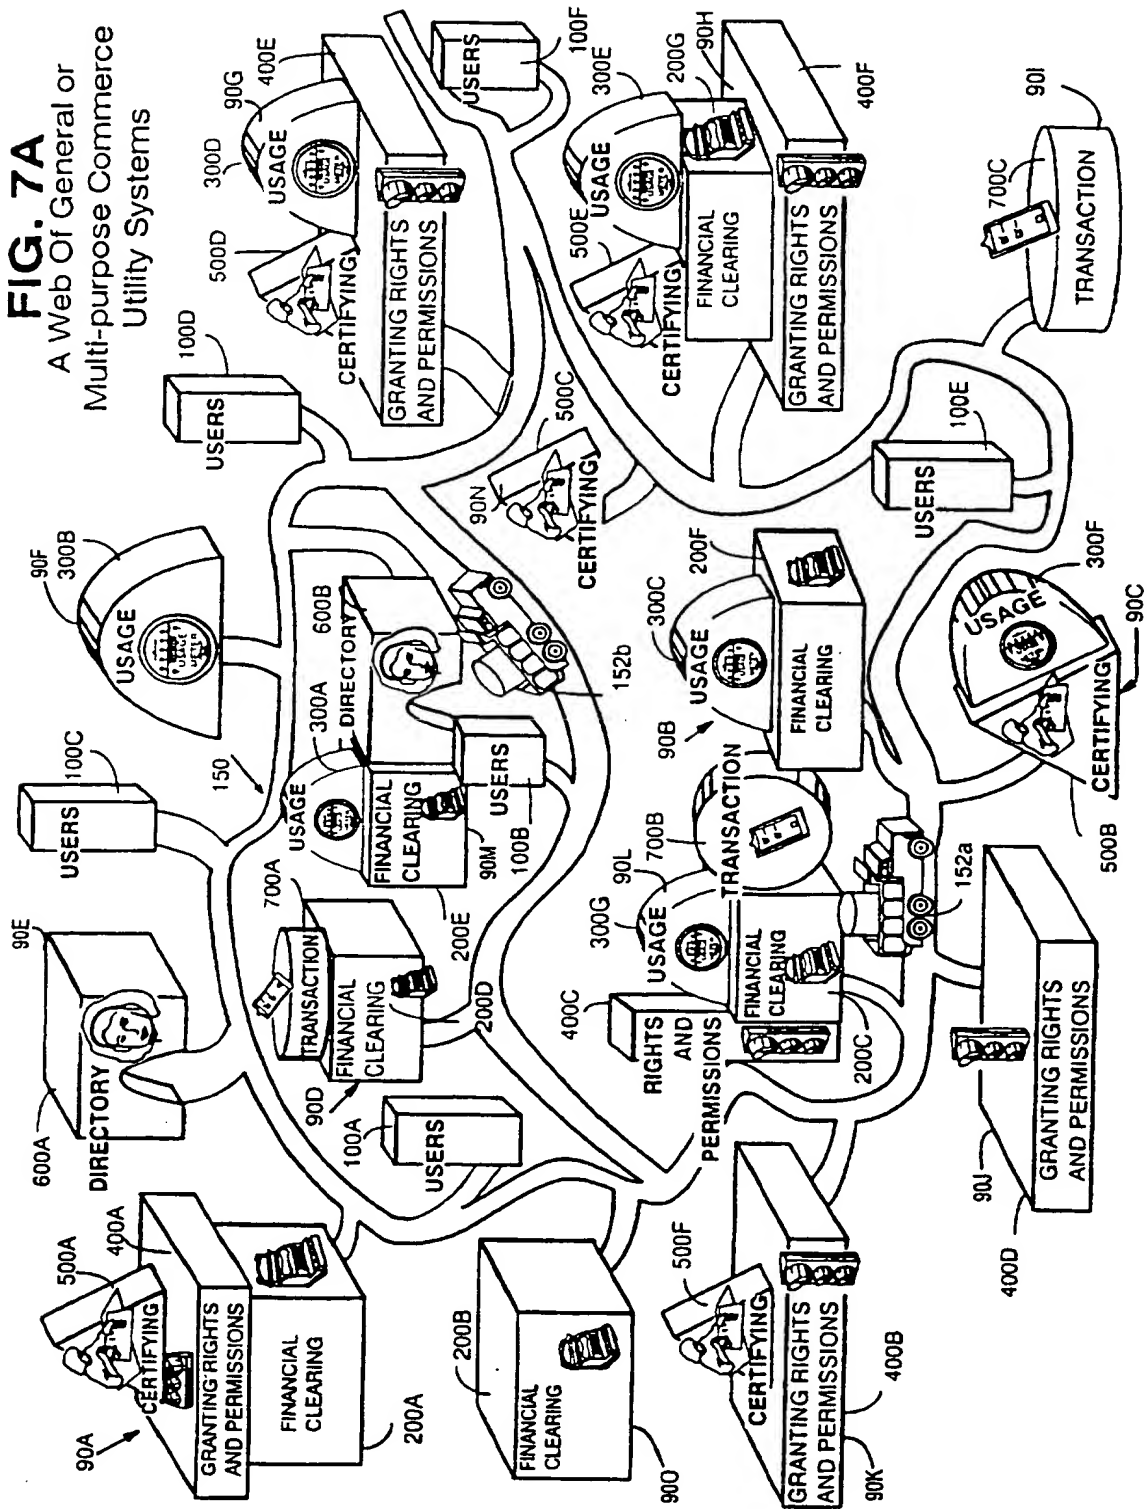 FIG. 7A
A Web Of General or
Multi-purpose Commerce
Utility Systems
90A
500A
CERTIFYING
400A
GRANTING RIGHTS
AND PERMISSIONS
FINANCIAL
CLEARING
200A
600A
DIRECTORY
90E
USERS
100C
150
90F
300B
USAGE
USAGE
METER
USERS
100D
500D
CERTIFYING
300D
90G
USAGE
400E
GRANTING RIGHTS
AND PERMISSIONS
USERS
100F
200B
FINANCIAL
CLEARING
90O
100A
USERS
90D
700A
TRANSACTION
FINANCIAL
CLEARING
200D
300A
USAGE
DIRECTORY
600B
FINANCIAL
CLEARING
90M
200E
USERS
100B
152b
90N
500C
CERTIFYING
500E
CERTIFYING
300E
USAGE
200G
90H
FINANCIAL
CLEARING
GRANTING RIGHTS
AND PERMISSIONS
400F
500F
CERTIFYING
GRANTING RIGHTS
AND PERMISSIONS
400B
90K
400C
RIGHTS
AND
PERMISSIONS
300G
90L
USAGE
700B
TRANSACTION
FINANCIAL
CLEARING
200C
152a
90B
300C
USAGE
200F
FINANCIAL
CLEARING
USERS
100E
700C
TRANSACTION
90I
90J
400D
GRANTING RIGHTS
AND PERMISSIONS
500B
CERTIFYING
USAGE
300F
90C